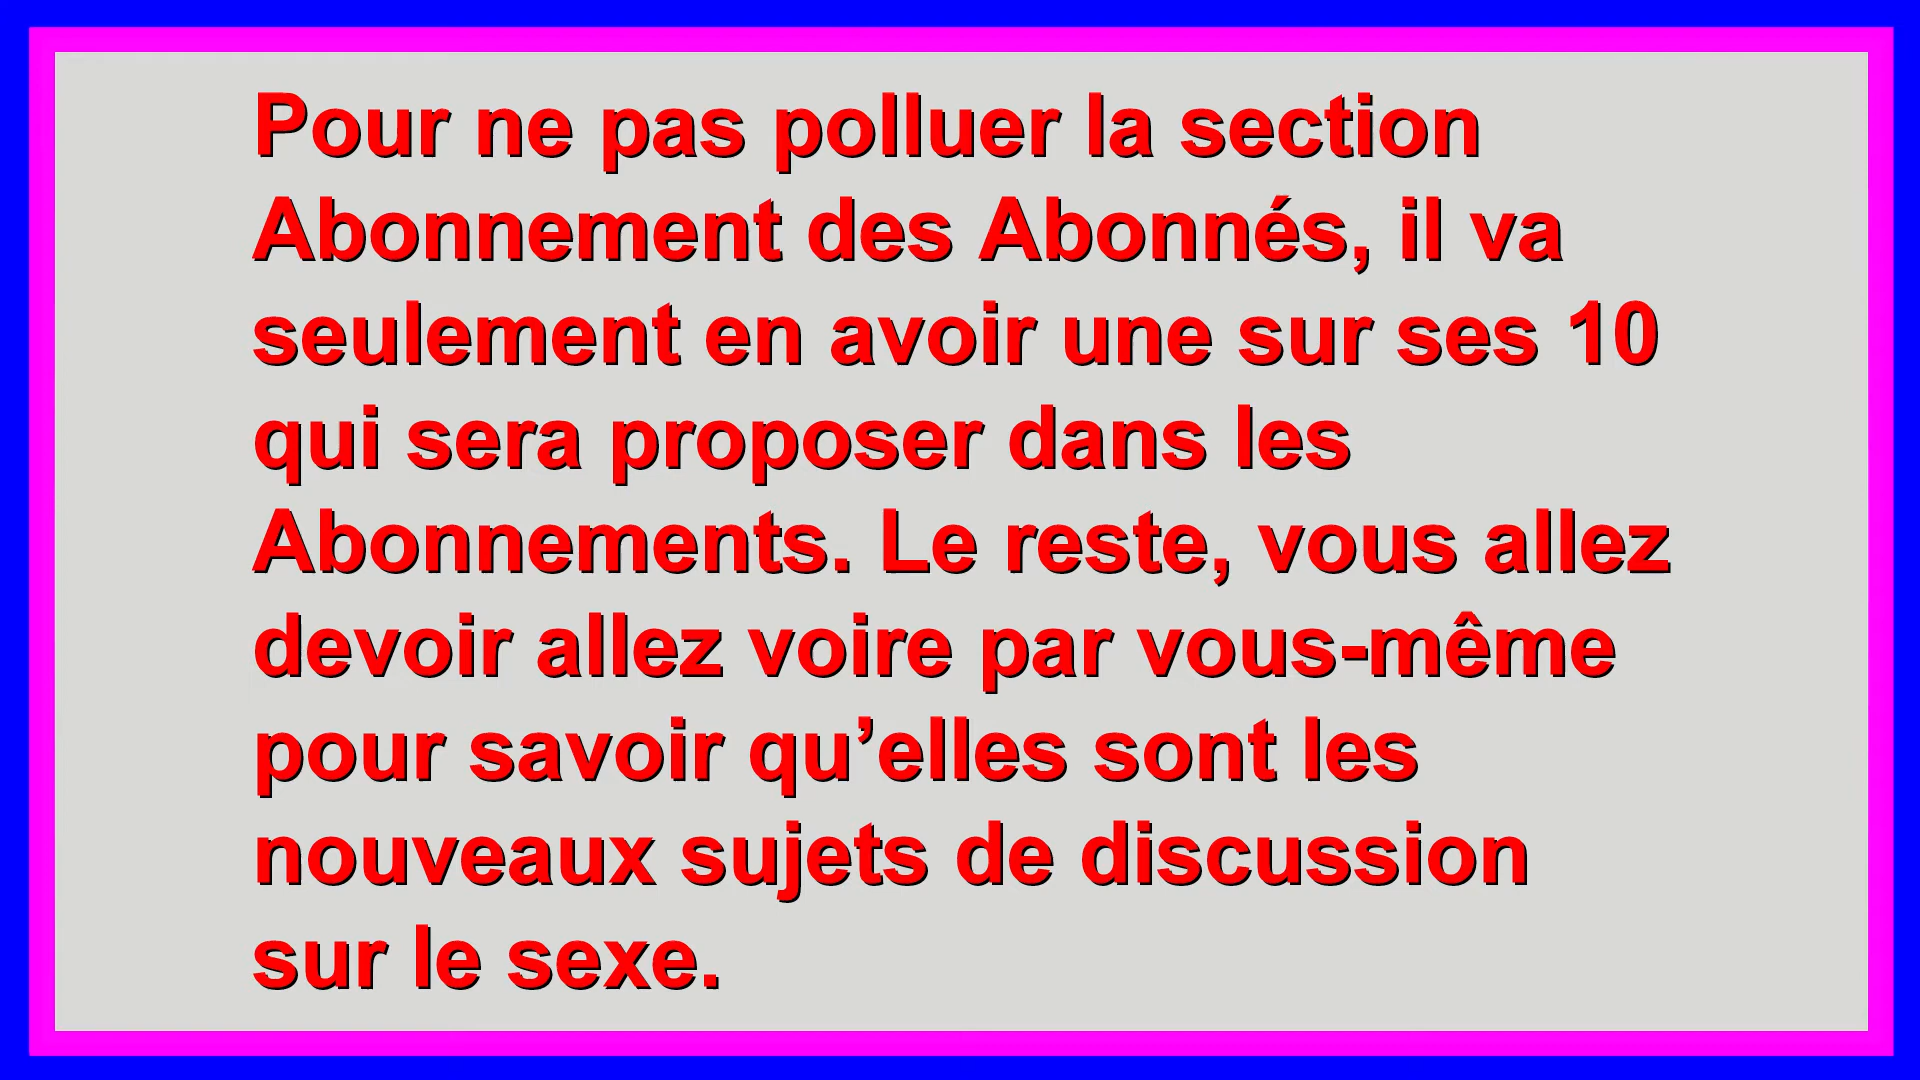 Pour ne pas polluer la section
Abonnement des Abonnés, il va
seulement en avoir une sur ses 10
qui sera proposer dans les
Abonnements. Le reste, vous allez
devoir allez voire par vous-même
pour savoir qu’elles sont les
nouveaux sujets de discussion
sur le sexe.